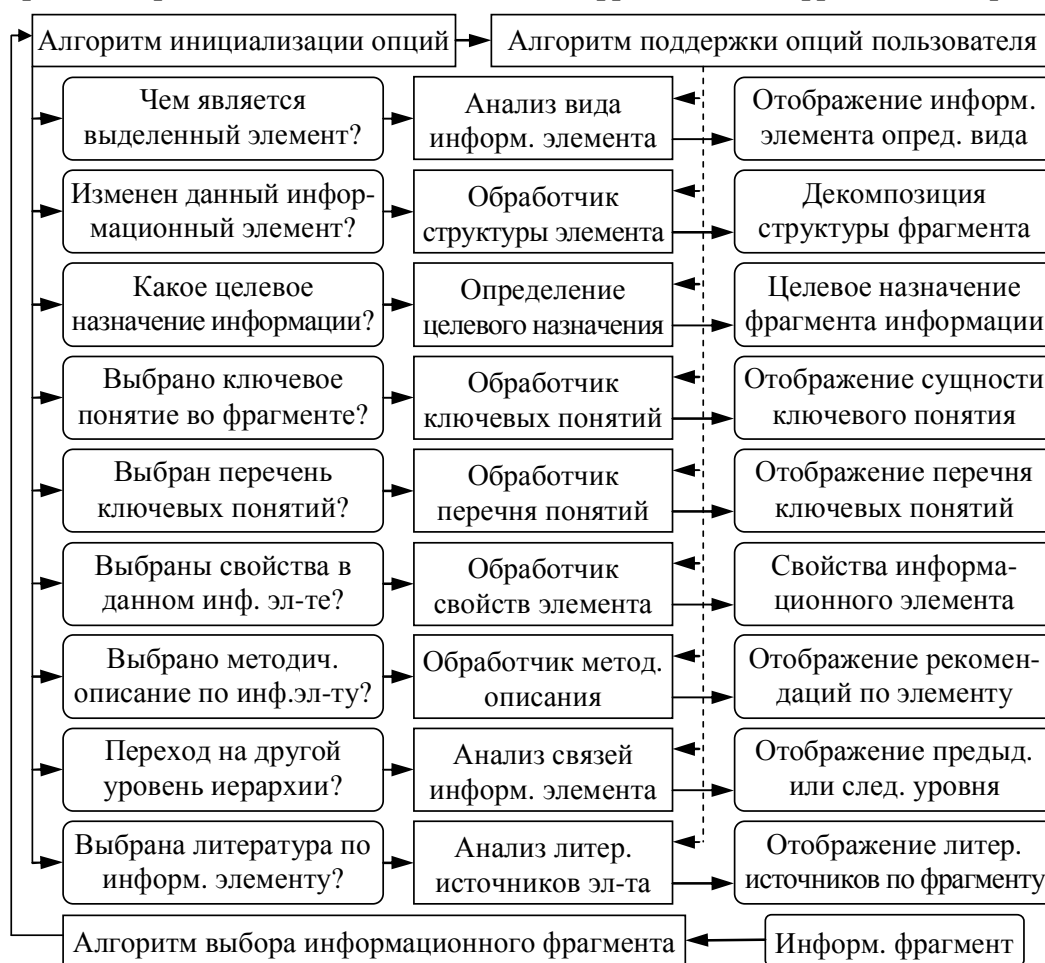 Алгоритм инициализации опций
Алгоритм поддержки опций пользователя
Чем является
выделенный элемент?
Анализ вида
информ. элемента
Отображение информ.
элемента опред. вида
Изменен данный инфор-
мационный элемент?
Обработчик
структуры элемента
Декомпозиция
структуры фрагмента
Какое целевое
назначение информации?
Определение
целевого назначения
Целевое назначение
фрагмента информации
Выбрано ключевое
понятие во фрагменте?
Обработчик
ключевых понятий
Отображение сущности
ключевого понятия
Выбран перечень
ключевых понятий?
Обработчик
перечня понятий
Отображение перечня
ключевых понятий
Выбраны свойства в
данном инф. эл-те?
Обработчик
свойств элемента
Свойства информа-
ционного элемента
Выбрано методич.
описание по инф.эл-ту?
Обработчик метод.
описания
Отображение рекомен-
даций по элементу
Переход на другой
уровень иерархии?
Анализ связей
информ. элемента
Отображение предыд.
или след. уровня
Выбрана литература по
информ. элементу?
Анализ литер.
источников эл-та
Отображение литер.
источников по фрагменту
Алгоритм выбора информационного фрагмента
Информ. фрагмент